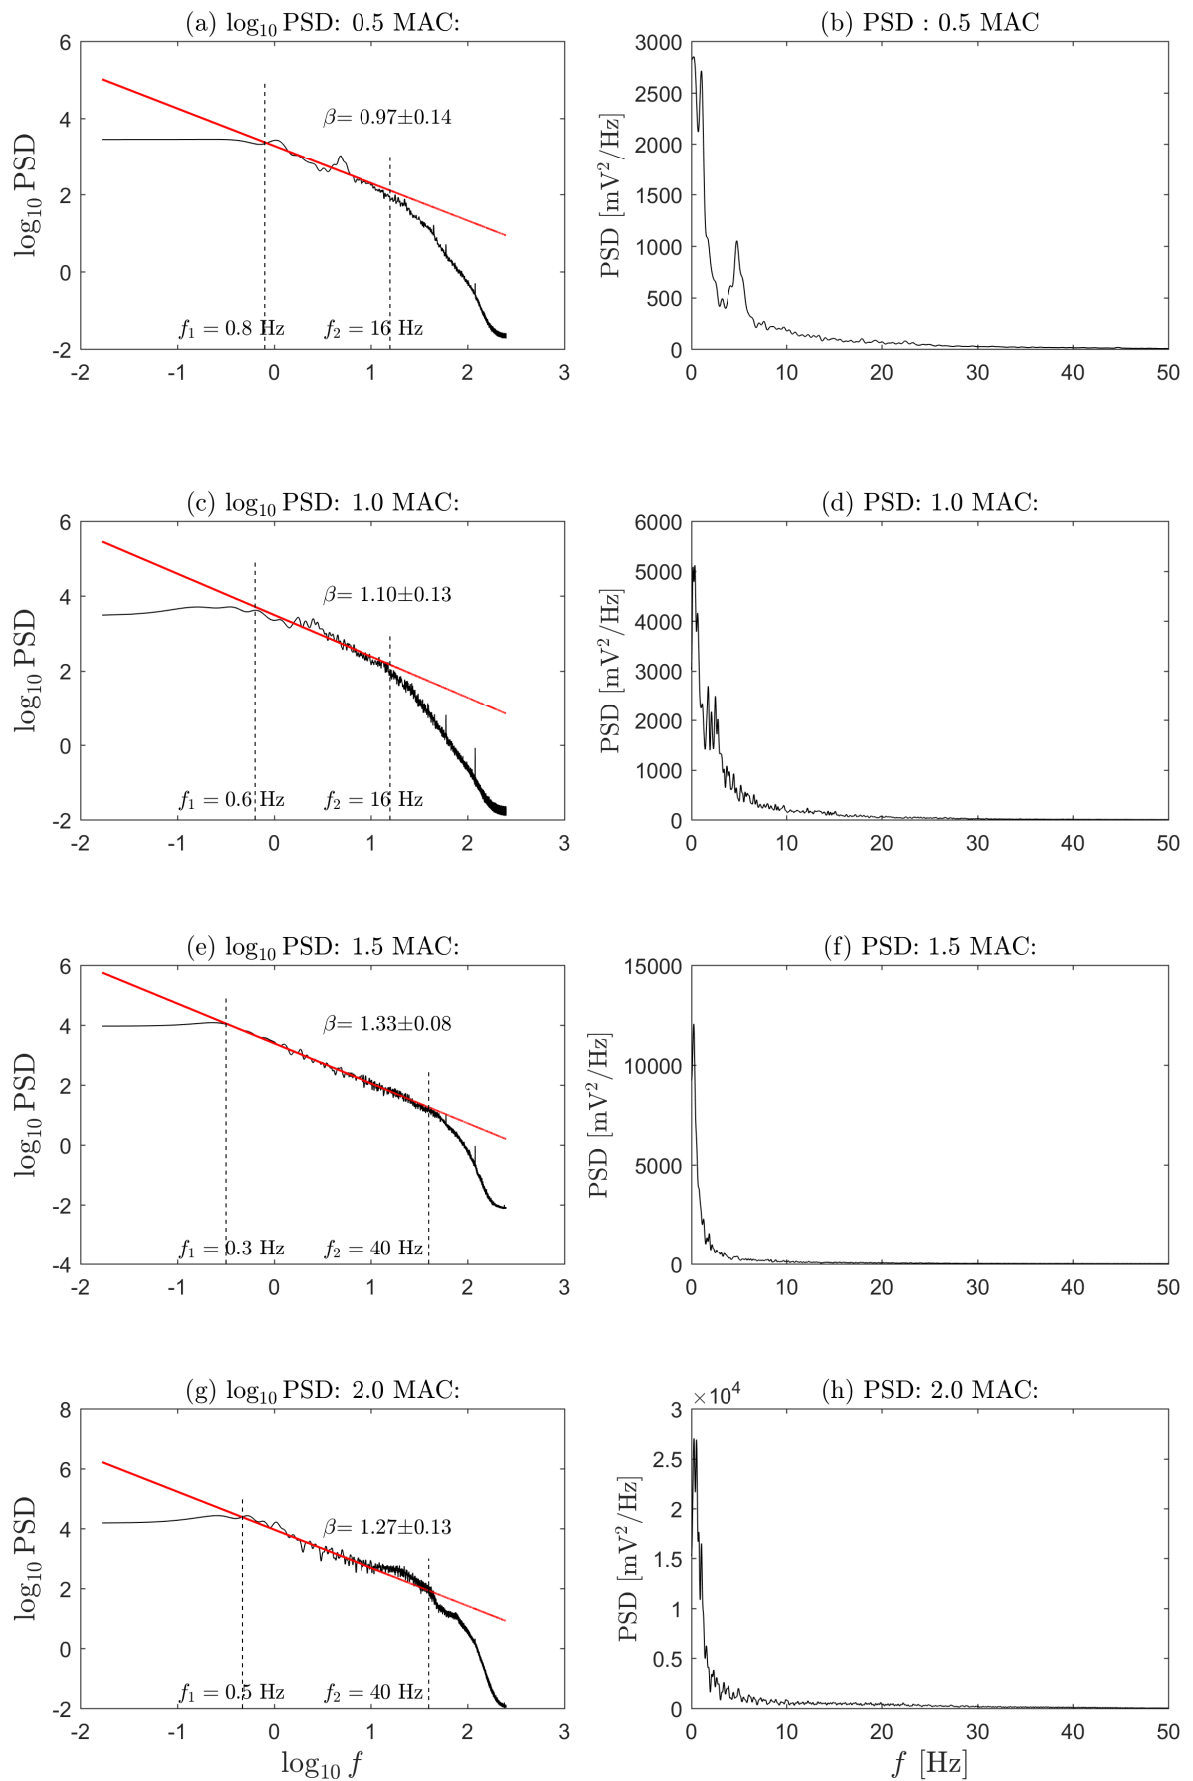 (a) log₁₀ PSD: 0.5 MAC:
(b) PSD : 0.5 MAC
6
4
2
0
-2
log₁₀ PSD
β= 0.97±0.14
f₁ = 0.8 Hz
f₂ = 16 Hz
-2 -1 0 1 2 3
3000
2500
2000
1500
1000
500
0
PSD [mV²/Hz]
0 10 20 30 40 50
(c) log₁₀ PSD: 1.0 MAC:
(d) PSD: 1.0 MAC:
6
4
2
0
-2
log₁₀ PSD
β= 1.10±0.13
f₁ = 0.6 Hz
f₂ = 16 Hz
-2 -1 0 1 2 3
6000
5000
4000
3000
2000
1000
0
PSD [mV²/Hz]
0 10 20 30 40 50
(e) log₁₀ PSD: 1.5 MAC:
(f) PSD: 1.5 MAC:
6
4
2
0
-2
-4
log₁₀ PSD
β= 1.33±0.08
f₁ = 0.3 Hz
f₂ = 40 Hz
-2 -1 0 1 2 3
15000
10000
5000
0
PSD [mV²/Hz]
0 10 20 30 40 50
(g) log₁₀ PSD: 2.0 MAC:
(h) PSD: 2.0 MAC:
8
6
4
2
0
-2
log₁₀ PSD
β= 1.27±0.13
f₁ = 0.5 Hz
f₂ = 40 Hz
-2 -1 0 1 2 3
log₁₀ f
×10⁴
3
2.5
2
1.5
1
0.5
0
PSD [mV²/Hz]
0 10 20 30 40 50
f [Hz]